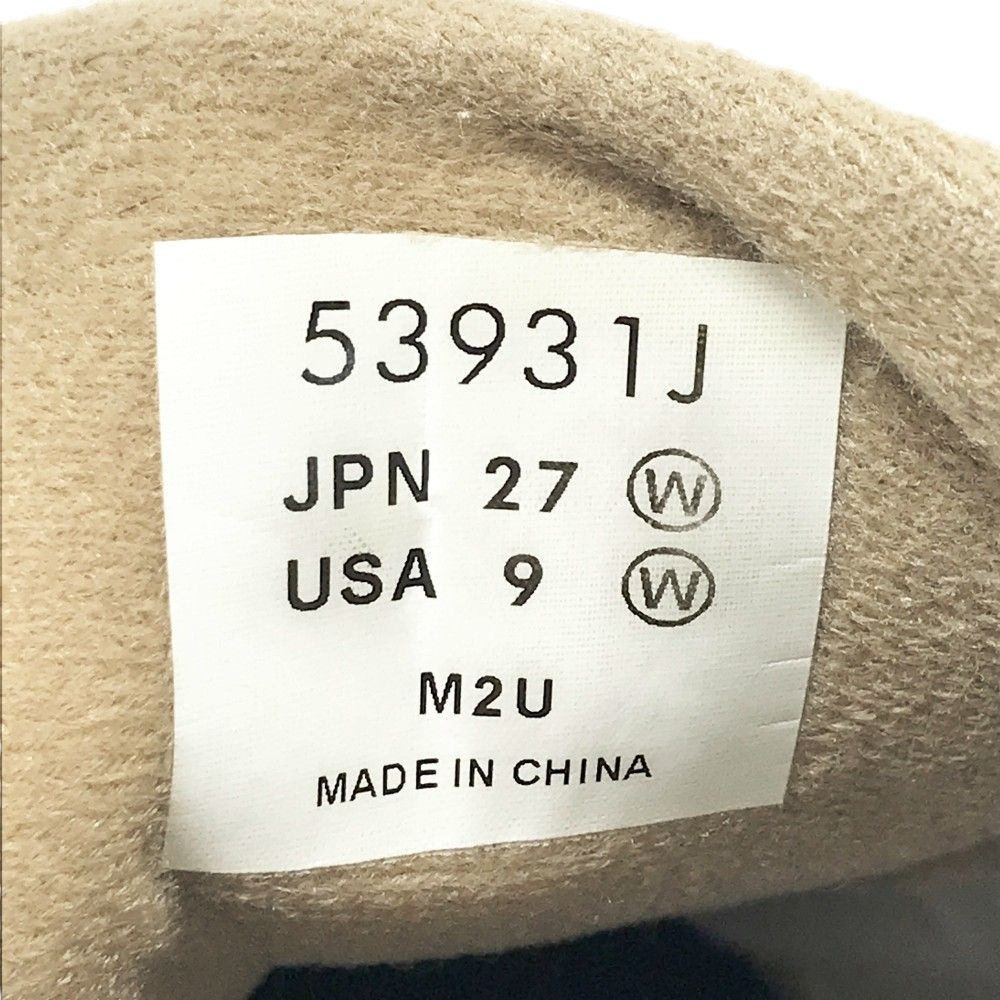 53931J
JPN 27 Ⓦ
USA 9 Ⓦ
M2U
MADE IN CHINA